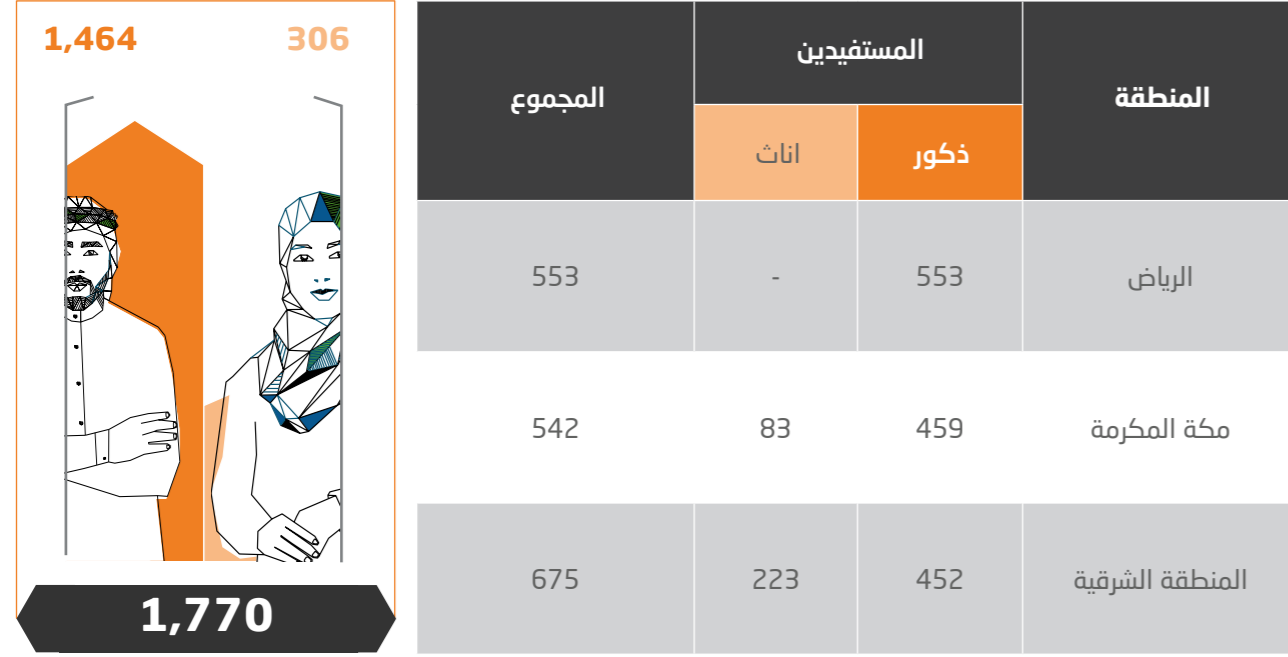 المنطقة
المستفيدين
المجموع
ذكور
اناث
الرياض 553 - 553
مكة المكرمة 459 83 542
المنطقة الشرقية 452 223 675
1,464
306
1,770